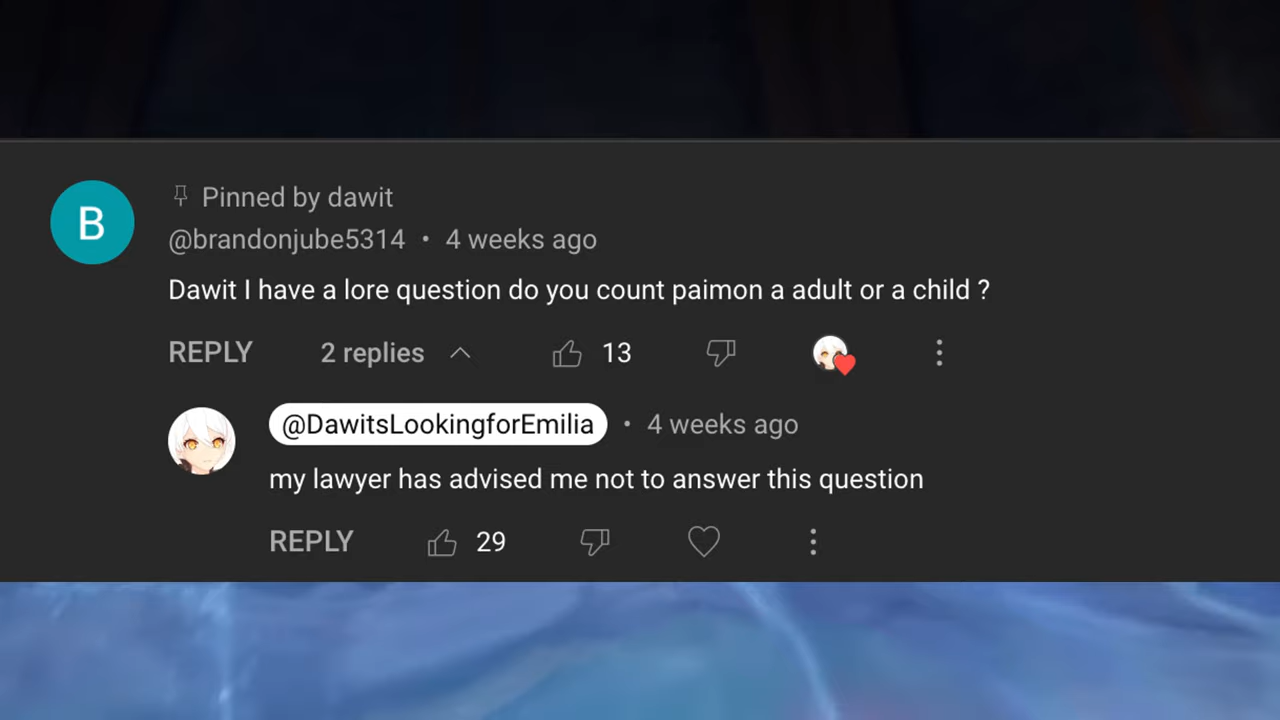 B
Pinned by dawit
@brandonjube5314 • 4 weeks ago
Dawit I have a lore question do you count paimon a adult or a child ?
REPLY 2 replies 13
@DawitsLookingforEmilia • 4 weeks ago
my lawyer has advised me not to answer this question
REPLY 29